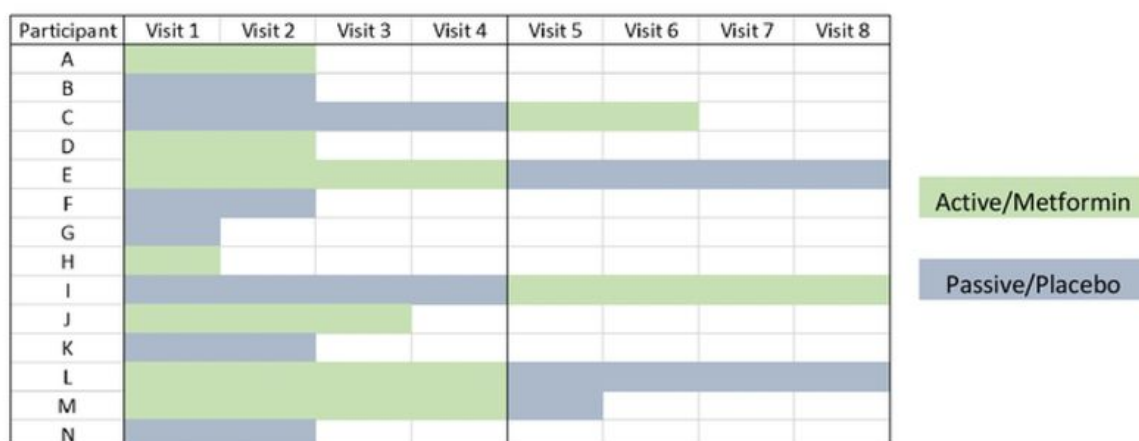 Participant Visit 1 Visit 2 Visit 3 Visit 4 Visit 5 Visit 6 Visit 7 Visit 8
A
B
C
D
E
F
G
H
I
J
K
L
M
N
Active/Metformin
Passive/Placebo